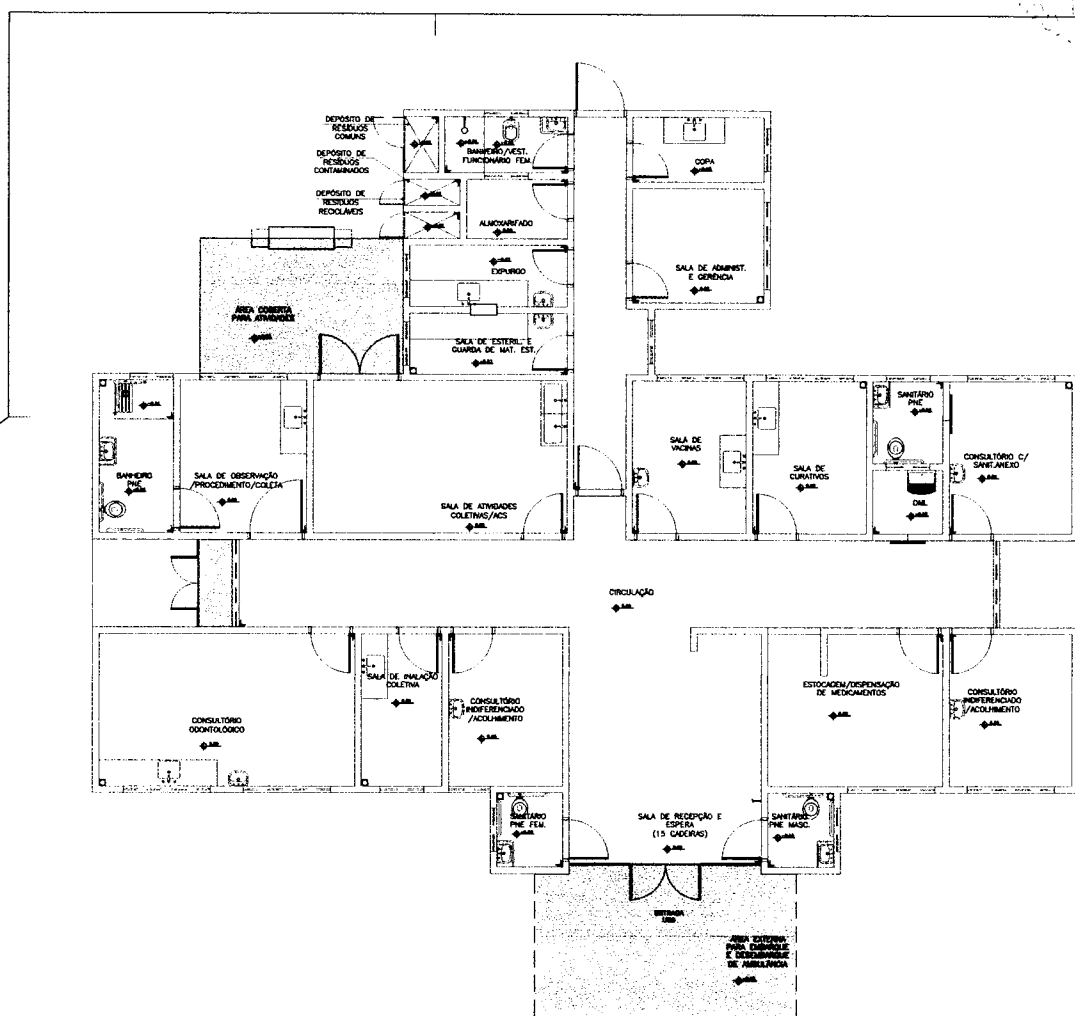 DEPÓSITO DE
RESÍDUOS
COMUNS
DEPÓSITO DE
RESÍDUOS
CONTAMINADOS
DEPÓSITO DE
RESÍDUOS
RECICLÁVEIS
BANHEIRO/VEST.
FUNCIONÁRIO FEM.
COPA
ALMOXARIFADO
EXPURGO
SALA DE ADMINIST.
E GERÊNCIA
ÁREA COBERTA
PARA ATIVIDADES
SALA DE ESTERIL. E
GUARDA DE MAT. EST.
BANHEIRO
PNE
SALA DE OBSERVAÇÃO
/PROCEDIMENTO/COLETA
SALA DE ATIVIDADES
COLETIVAS/ACS
SALA DE
VACINAS
SALA DE
CURATIVOS
SANITÁRIO
PNE
DML
CONSULTÓRIO C/
SANIT.ANEXO
CIRCULAÇÃO
CONSULTÓRIO
ODONTOLÓGICO
SALA DE INALAÇÃO
COLETIVA
CONSULTÓRIO
INDIFERENCIADO
/ACOLHIMENTO
ESTOCAGEM/DISPENSAÇÃO
DE MEDICAMENTOS
CONSULTÓRIO
INDIFERENCIADO
/ACOLHIMENTO
SANITÁRIO
PNE FEM.
SALA DE RECEPÇÃO E
ESPERA
(15 CADEIRAS)
SANITÁRIO
PNE MASC.
ENTRADA
ÁREA EXTERNA
PARA EMBARQUE
E DESEMBARQUE
DE AMBULÂNCIA